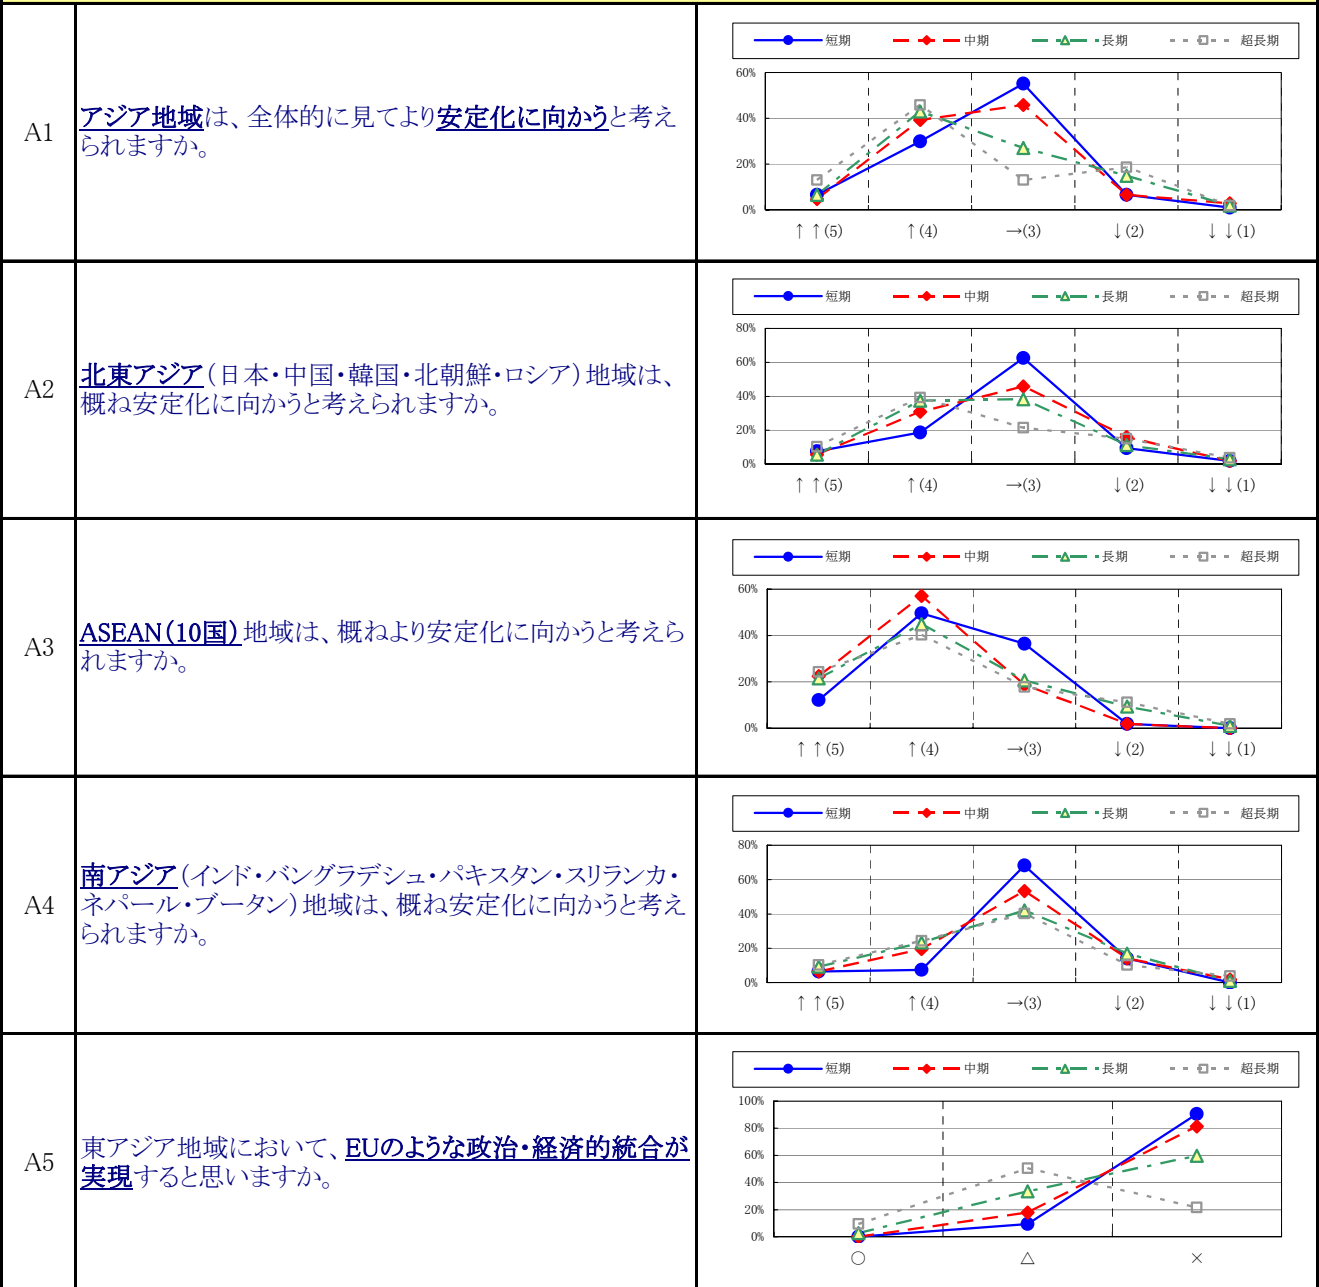 A1
アジア地域は、全体的に見てより安定化に向かうと考え
られますか。
短期 中期 長期 超長期
60%
40%
20%
0%
↑↑(5) ↑(4) →(3) ↓(2) ↓↓(1)
A2
北東アジア(日本・中国・韓国・北朝鮮・ロシア)地域は、
概ね安定化に向かうと考えられますか。
短期 中期 長期 超長期
80%
60%
40%
20%
0%
↑↑(5) ↑(4) →(3) ↓(2) ↓↓(1)
A3
ASEAN(10国)地域は、概ねより安定化に向かうと考えら
れますか。
短期 中期 長期 超長期
60%
40%
20%
0%
↑↑(5) ↑(4) →(3) ↓(2) ↓↓(1)
A4
南アジア(インド・バングラデシュ・パキスタン・スリランカ・
ネパール・ブータン)地域は、概ね安定化に向かうと考え
られますか。
短期 中期 長期 超長期
80%
60%
40%
20%
0%
↑↑(5) ↑(4) →(3) ↓(2) ↓↓(1)
A5
東アジア地域において、EUのような政治・経済的統合が
実現すると思いますか。
短期 中期 長期 超長期
100%
80%
60%
40%
20%
0%
○ △ ×